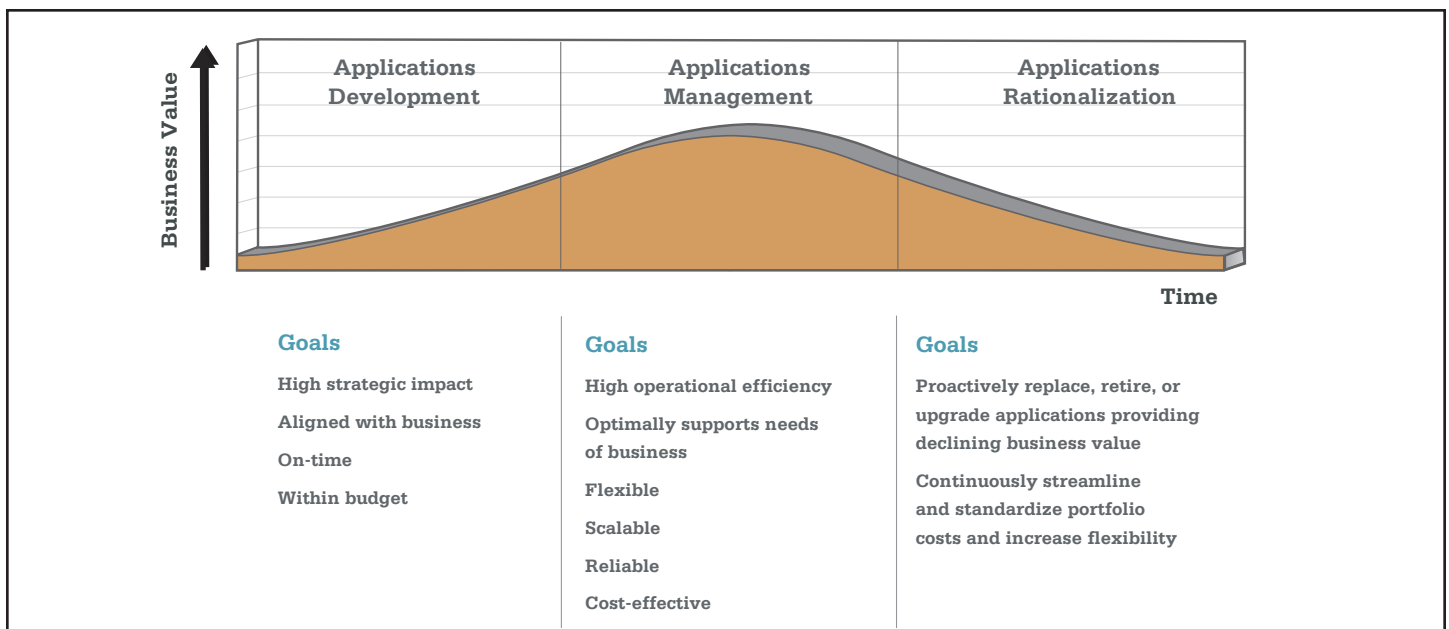 Business Value
Applications
Development
Applications
Management
Applications
Rationalization
Time
Goals
High strategic impact
Aligned with business
On-time
Within budget
Goals
High operational efficiency
Optimally supports needs
of business
Flexible
Scalable
Reliable
Cost-effective
Goals
Proactively replace, retire, or
upgrade applications providing
declining business value
Continuously streamline
and standardize portfolio
costs and increase flexibility